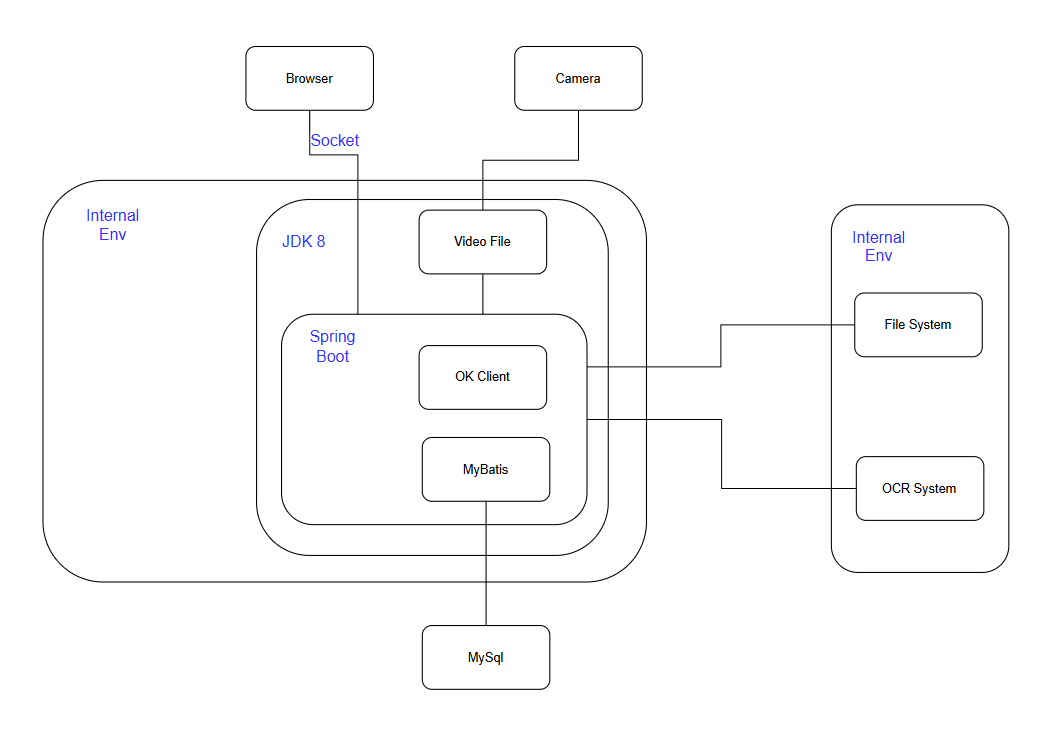 Browser
Camera
Socket
Internal
Env
JDK 8
Video File
Internal
Env
File System
Spring
Boot
OK Client
MyBatis
OCR System
MySql